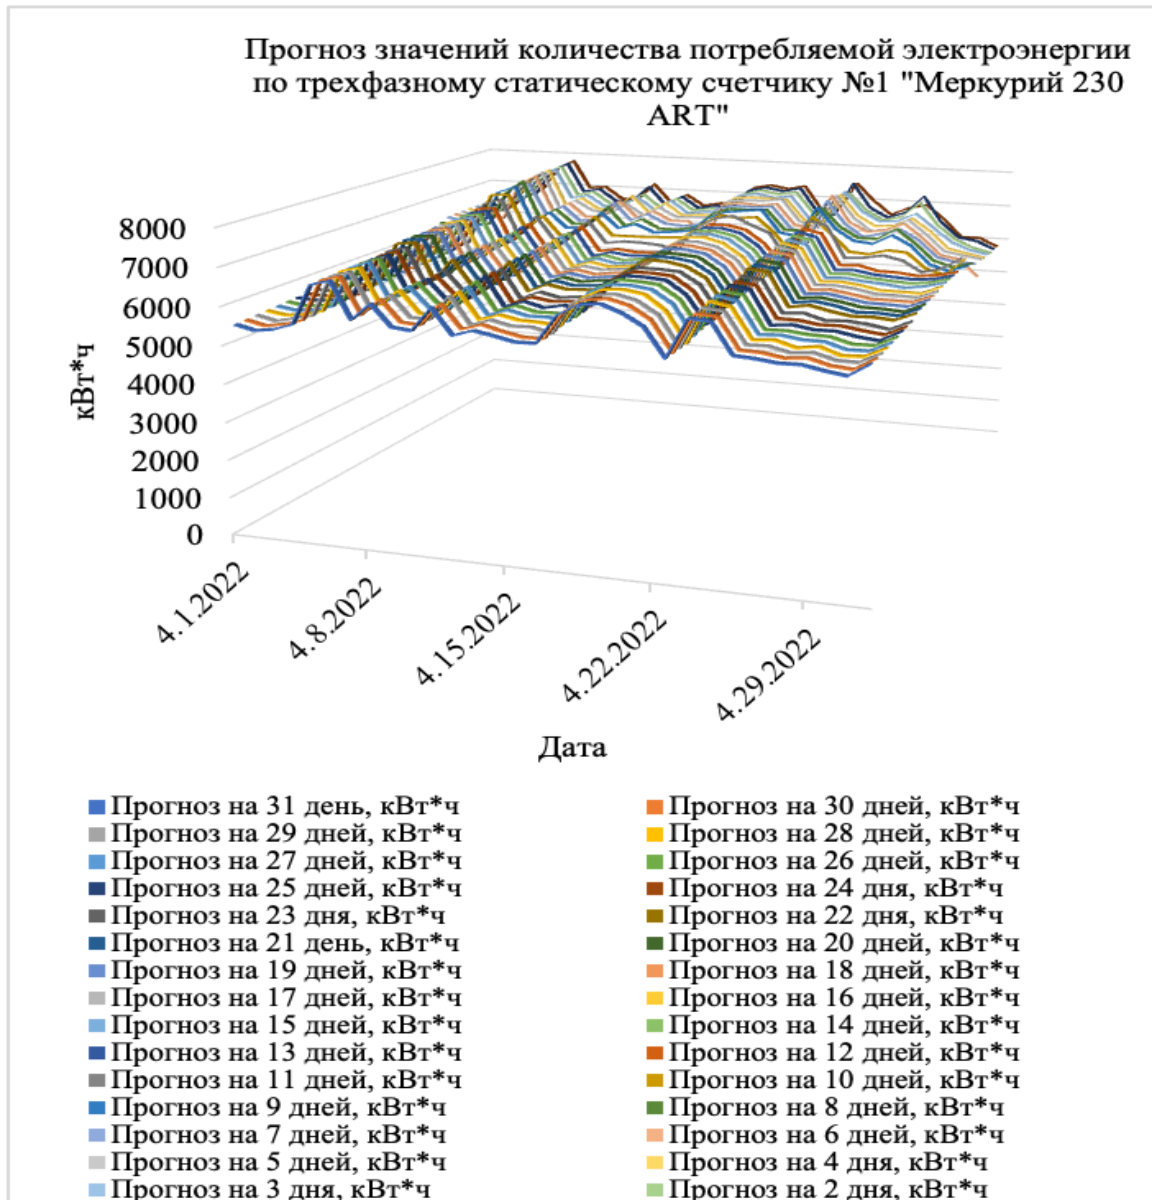 Прогноз значений количества потребляемой электроэнергии
по трехфазному статическому счетчику №1 "Меркурий 230
ART"
8000
7000
6000
5000
4000
3000
2000
1000
0
кВт*ч
4.1.2022
4.8.2022
4.15.2022
4.22.2022
4.29.2022
Дата
Прогноз на 31 день, кВт*ч
Прогноз на 30 дней, кВт*ч
Прогноз на 29 дней, кВт*ч
Прогноз на 28 дней, кВт*ч
Прогноз на 27 дней, кВт*ч
Прогноз на 26 дней, кВт*ч
Прогноз на 25 дней, кВт*ч
Прогноз на 24 дня, кВт*ч
Прогноз на 23 дня, кВт*ч
Прогноз на 22 дня, кВт*ч
Прогноз на 21 день, кВт*ч
Прогноз на 20 дней, кВт*ч
Прогноз на 19 дней, кВт*ч
Прогноз на 18 дней, кВт*ч
Прогноз на 17 дней, кВт*ч
Прогноз на 16 дней, кВт*ч
Прогноз на 15 дней, кВт*ч
Прогноз на 14 дней, кВт*ч
Прогноз на 13 дней, кВт*ч
Прогноз на 12 дней, кВт*ч
Прогноз на 11 дней, кВт*ч
Прогноз на 10 дней, кВт*ч
Прогноз на 9 дней, кВт*ч
Прогноз на 8 дней, кВт*ч
Прогноз на 7 дней, кВт*ч
Прогноз на 6 дней, кВт*ч
Прогноз на 5 дней, кВт*ч
Прогноз на 4 дня, кВт*ч
Прогноз на 3 дня, кВт*ч
Прогноз на 2 дня, кВт*ч